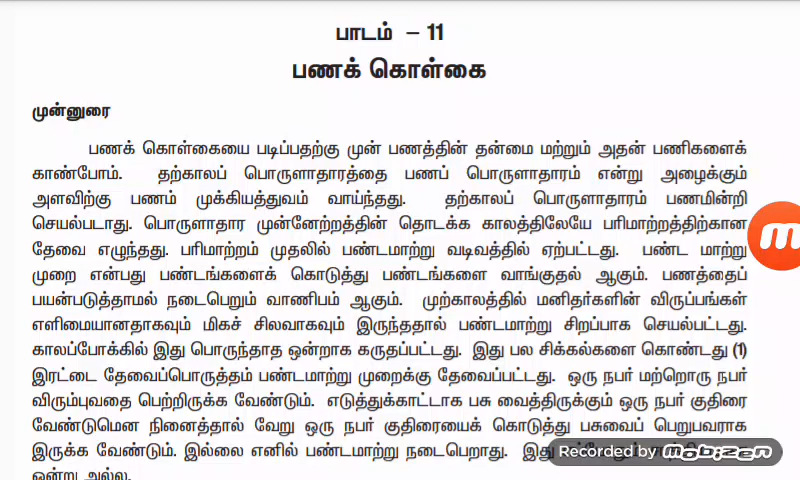 பாடம் – 11
பணக் கொள்கை
முன்னுரை
பணக் கொள்கையை படிப்பதற்கு முன் பணத்தின் தன்மை மற்றும் அதன் பணிகளைக்
காண்போம். தற்காலப் பொருளாதாரத்தை பணப் பொருளாதாரம் என்று அழைக்கும்
அளவிற்கு பணம் முக்கியத்துவம் வாய்ந்தது. தற்காலப் பொருளாதாரம் பணமின்றி
செயல்படாது. பொருளாதார முன்னேற்றத்தின் தொடக்க காலத்திலேயே பரிமாற்றத்திற்கான
தேவை எழுந்தது. பரிமாற்றம் முதலில் பண்டமாற்று வடிவத்தில் ஏற்பட்டது. பண்ட மாற்று
முறை என்பது பண்டங்களைக் கொடுத்து பண்டங்களை வாங்குதல் ஆகும். பணத்தைப்
பயன்படுத்தாமல் நடைபெறும் வாணிபம் ஆகும். முற்காலத்தில் மனிதர்களின் விருப்பங்கள்
எளிமையானதாகவும் மிகச் சிலவாகவும் இருந்ததால் பண்டமாற்று சிறப்பாக செயல்பட்டது.
காலப்போக்கில் இது பொருந்தாத ஒன்றாக கருதப்பட்டது. இது பல சிக்கல்களை கொண்டது (1)
இரட்டை தேவைப்பொருத்தம் பண்டமாற்று முறைக்கு தேவைப்பட்டது. ஒரு நபர் மற்றொரு நபர்
விரும்புவதை பெற்றிருக்க வேண்டும். எடுத்துக்காட்டாக பசு வைத்திருக்கும் ஒரு நபர் குதிரை
வேண்டுமென நினைத்தால் வேறு ஒரு நபர் குதிரையைக் கொடுத்து பசுவைப் பெறுபவராக
இருக்க வேண்டும். இல்லை எனில் பண்டமாற்று நடைபெறாது. இது
ஒன்று அல்ல.
Recorded by mobizen